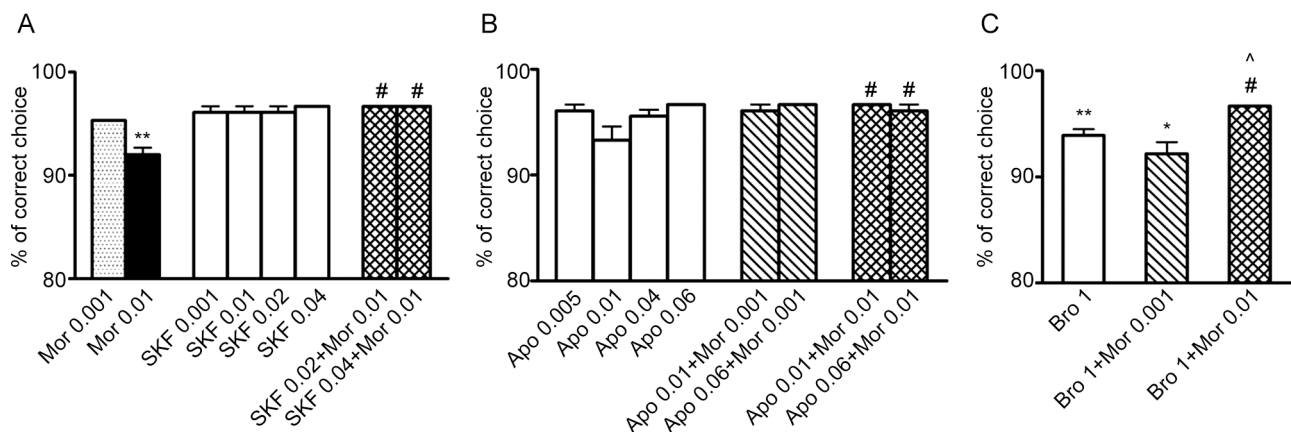 A
% of correct choice
100
90
80
**
# #
Mor 0.001
Mor 0.01
SKF 0.001
SKF 0.01
SKF 0.02
SKF 0.04
SKF 0.02+Mor 0.01
SKF 0.04+Mor 0.01
B
% of correct choice
100
90
80
# #
Apo 0.005
Apo 0.01
Apo 0.04
Apo 0.06
Apo 0.01+Mor 0.001
Apo 0.06+Mor 0.001
Apo 0.01+Mor 0.01
Apo 0.06+Mor 0.01
C
% of correct choice
100
90
80
**
*
^
#
Bro 1
Bro 1+Mor 0.001
Bro 1+Mor 0.01